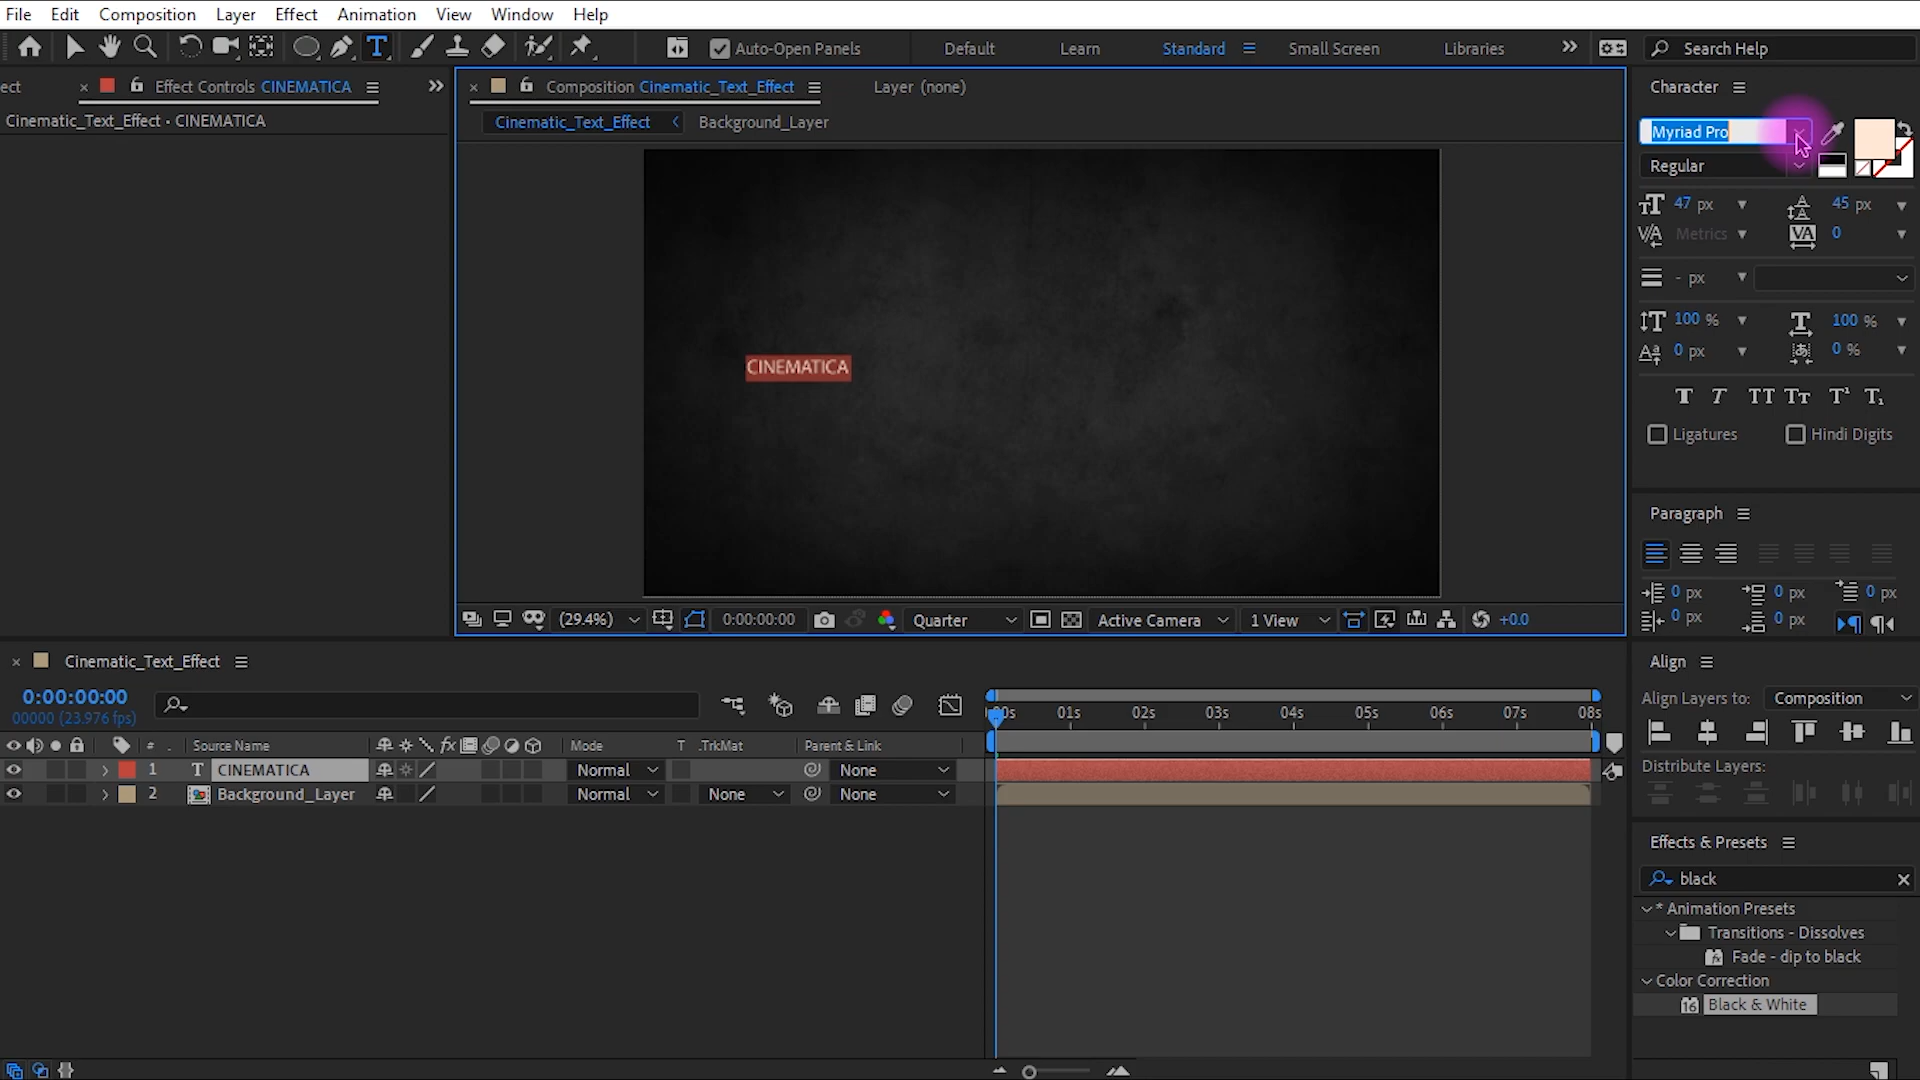 File Edit Composition Layer Effect Animation View Window Help
Auto-Open Panels Default Learn Standard Small Screen Libraries Search Help
ect Effect Controls CINEMATICA
Cinematic_Text_Effect • CINEMATICA
Composition Cinematic_Text_Effect Layer (none)
Cinematic_Text_Effect Background_Layer
CINEMATICA
(29.4%) 0:00:00:00 Quarter Active Camera 1 View +0.0
Character
Myriad Pro
Regular
47 px 45 px
Metrics 0
- px
100 % 100 %
0 px 0 %
Ligatures Hindi Digits
Paragraph
0 px 0 px 0 px
0 px 0 px
Align
Align Layers to: Composition
Distribute Layers:
Effects & Presets
black
* Animation Presets
Transitions - Dissolves
Fade - dip to black
Color Correction
Black & White
Cinematic_Text_Effect
0:00:00:00
00000 (23.976 fps)
01s 02s 03s 04s 05s 06s 07s 08s
# Source Name Mode T .TrkMat Parent & Link
1 CINEMATICA Normal None
2 Background_Layer Normal None None